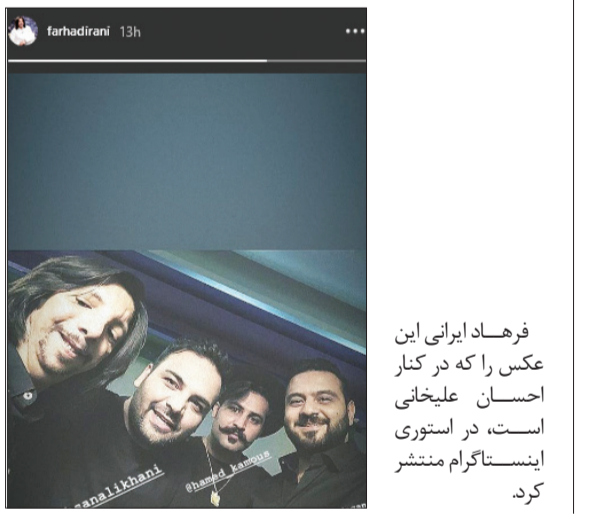 farhadirani 13h
sanalikhani
@hamed_kamous
فرهاد ایرانی این
عکس را که در کنار
احسان علیخانی
است، در استوری
اینستاگرام منتشر
کرد.